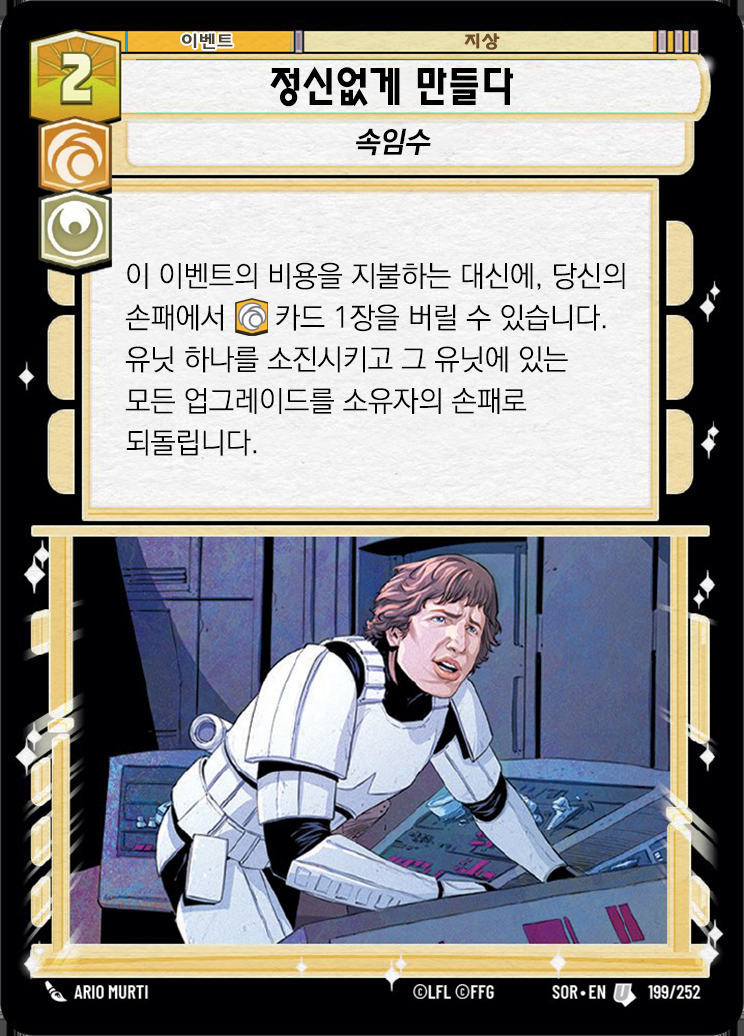 이벤트
지상
2
정신없게 만들다
속임수
이 이벤트의 비용을 지불하는 대신에, 당신의
손패에서 카드 1장을 버릴 수 있습니다.
유닛 하나를 소진시키고 그 유닛에 있는
모든 업그레이드를 소유자의 손패로
되돌립니다.
ARIO MURTI
©LFL ©FFG
SOR • EN U 199/252